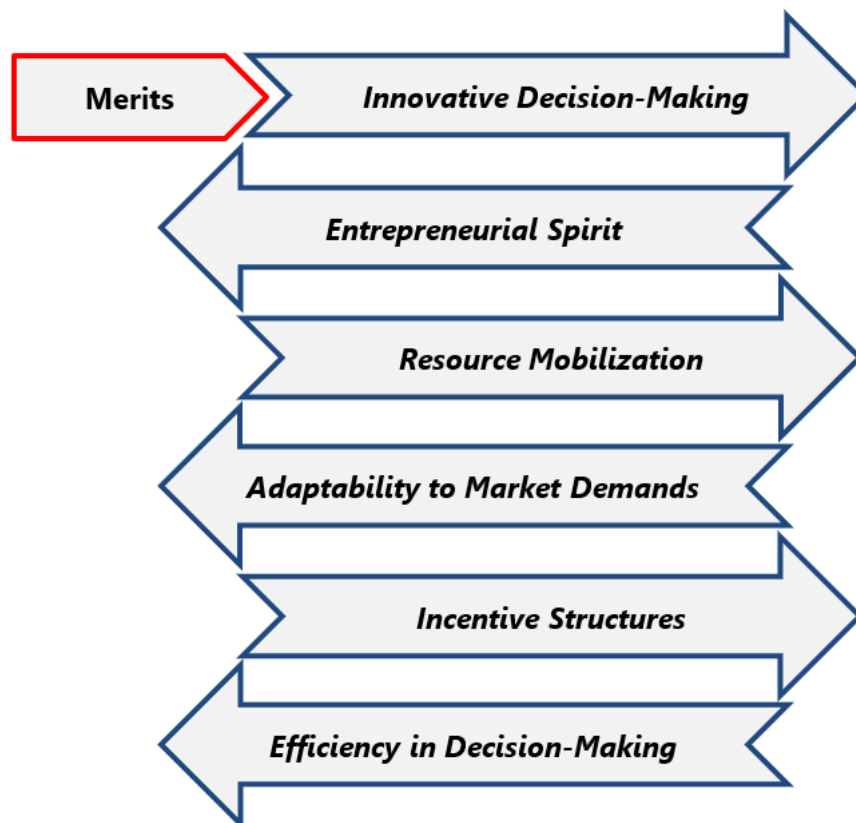 Merits
Innovative Decision-Making
Entrepreneurial Spirit
Resource Mobilization
Adaptability to Market Demands
Incentive Structures
Efficiency in Decision-Making